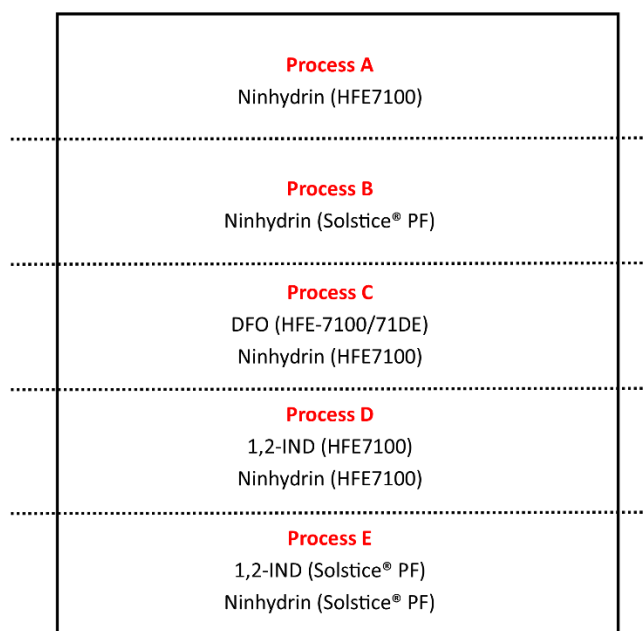 Process A
Ninhydrin (HFE7100)
Process B
Ninhydrin (Solstice® PF)
Process C
DFO (HFE-7100/71DE)
Ninhydrin (HFE7100)
Process D
1,2-IND (HFE7100)
Ninhydrin (HFE7100)
Process E
1,2-IND (Solstice® PF)
Ninhydrin (Solstice® PF)